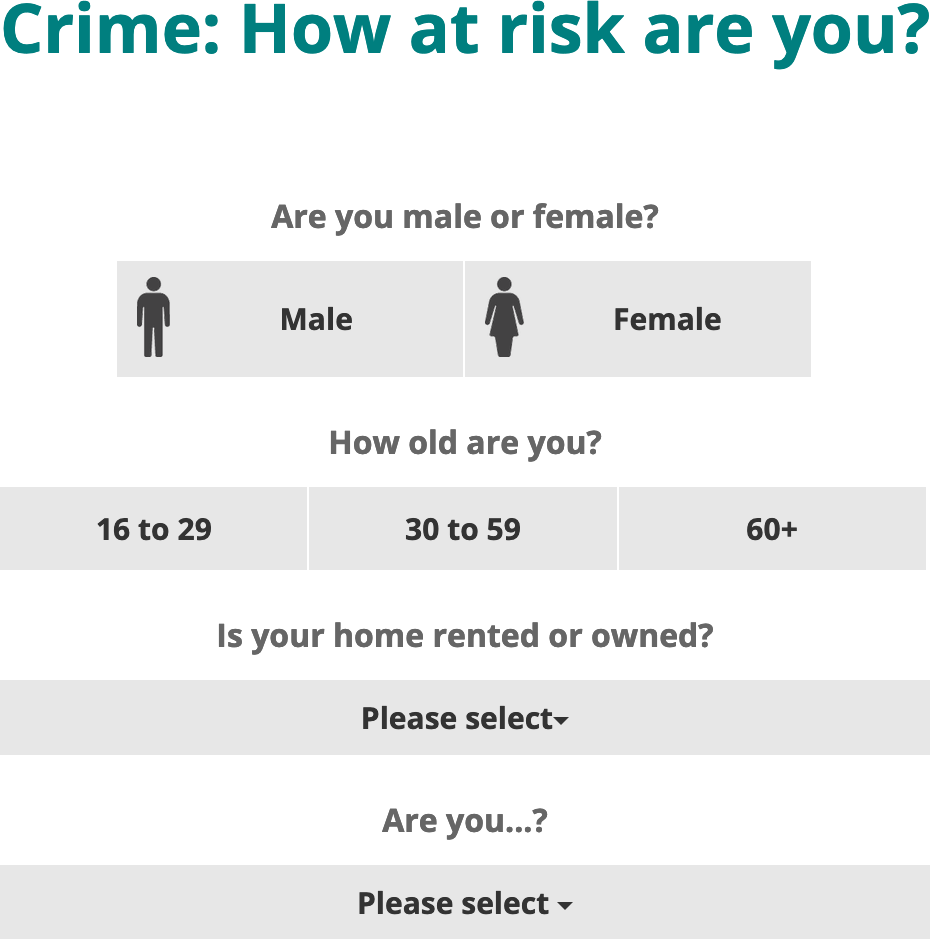 Crime: How at risk are you?
Are you male or female?
Male
Female
How old are you?
16 to 29
30 to 59
60+
Is your home rented or owned?
Please select
Are you...?
Please select